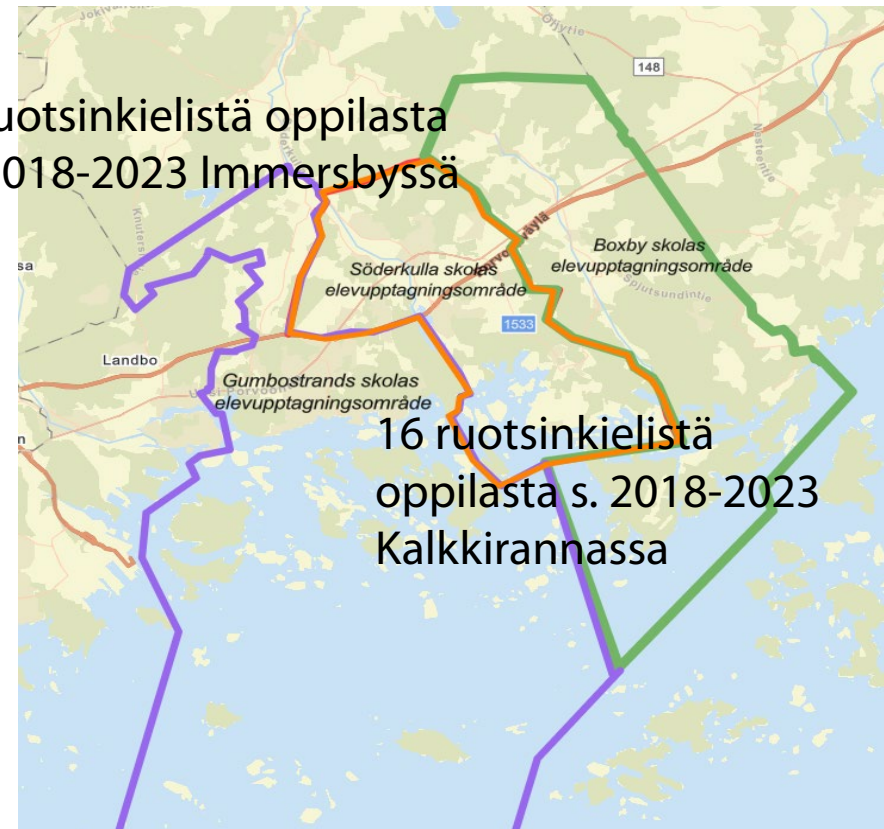 148
uotsinkielistä oppilasta
018-2023 Immersbyssä
Boxby skolas
elevupptagningsområde
Söderkulla skolas
elevupptagningsområde
Spjutsundintie
1533
Landbo
Gumbostrands skolas
elevupptagningsområde
16 ruotsinkielistä
oppilasta s. 2018-2023
Kalkkirannassa